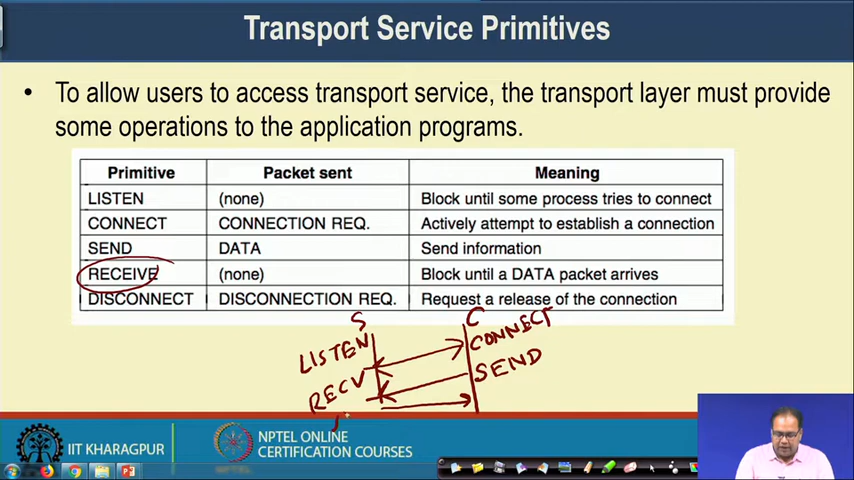 Transport Service Primitives
• To allow users to access transport service, the transport layer must provide
some operations to the application programs.
Primitive Packet sent Meaning
LISTEN (none) Block until some process tries to connect
CONNECT CONNECTION REQ. Actively attempt to establish a connection
SEND DATA Send information
RECEIVE (none) Block until a DATA packet arrives
DISCONNECT DISCONNECTION REQ. Request a release of the connection
S C
LISTEN CONNECT
RECV SEND
IIT KHARAGPUR
NPTEL ONLINE
CERTIFICATION COURSES
NPTEL